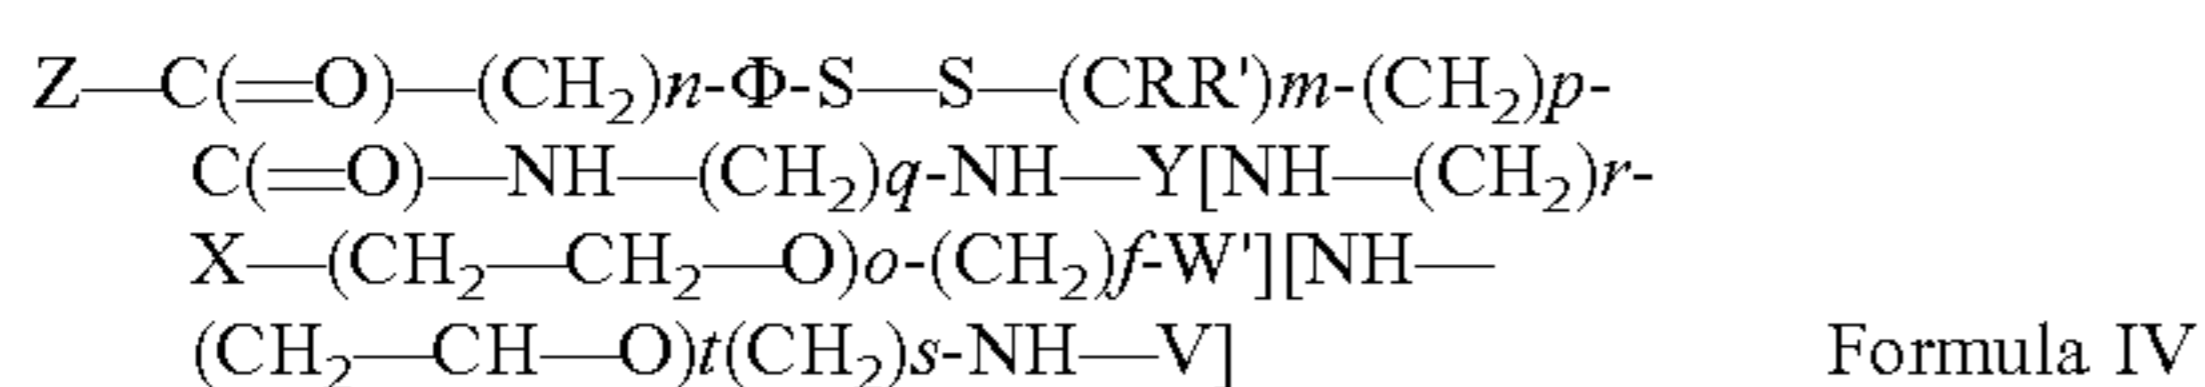 Z—C(═O)—(CH₂)n-Φ-S—S—(CRR')m-(CH₂)p-
C(═O)—NH—(CH₂)q-NH—Y[NH—(CH₂)r-
X—(CH₂—CH₂—O)o-(CH₂)f-W'][NH—
(CH₂—CH—O)t(CH₂)s-NH—V] Formula IV